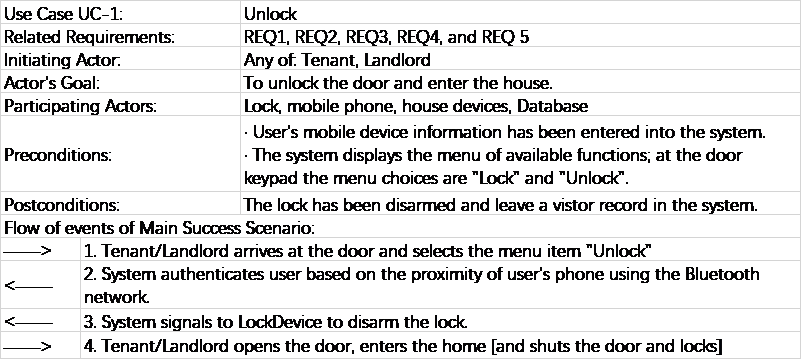 Use Case UC-1: Unlock
Related Requirements: REQ1, REQ2, REQ3, REQ4, and REQ 5
Initiating Actor: Any of: Tenant, Landlord
Actor's Goal: To unlock the door and enter the house.
Participating Actors: Lock, mobile phone, house devices, Database
Preconditions:
· User's mobile device information has been entered into the system.
· The system displays the menu of available functions; at the door
keypad the menu choices are "Lock" and "Unlock".
Postconditions: The lock has been disarmed and leave a vistor record in the system.
Flow of events of Main Success Scenario:
——> 1. Tenant/Landlord arrives at the door and selects the menu item "Unlock"
<—— 2. System authenticates user based on the proximity of user's phone using the Bluetooth
network.
<—— 3. System signals to LockDevice to disarm the lock.
——> 4. Tenant/Landlord opens the door, enters the home [and shuts the door and locks]